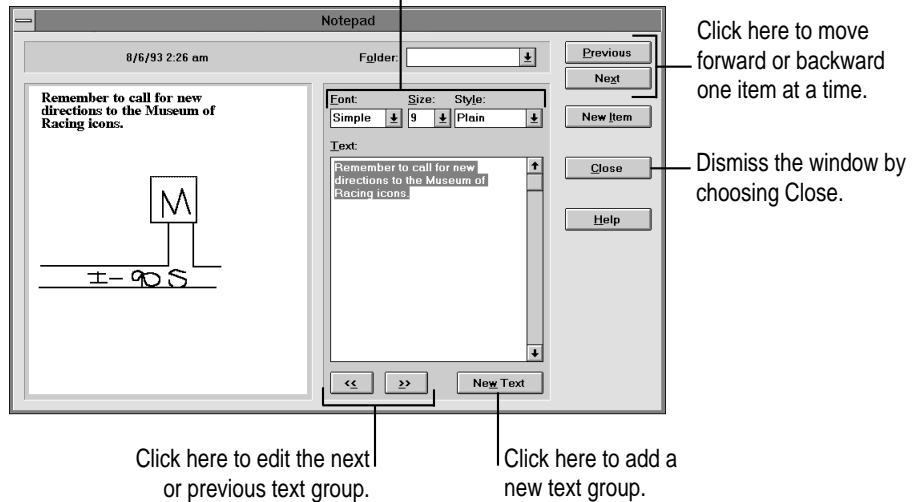 Notepad
8/6/93 2:26 am
Folder:
Previous
Next
Click here to move
forward or backward
one item at a time.
Remember to call for new
directions to the Museum of
Racing icons.
M
I-90 S
Font: Size: Style:
Simple 9 Plain
New Item
Text:
Remember to call for new
directions to the Museum of
Racing icons.
Close
Dismiss the window by
choosing Close.
Help
<< >> New Text
Click here to edit the next
or previous text group.
Click here to add a
new text group.